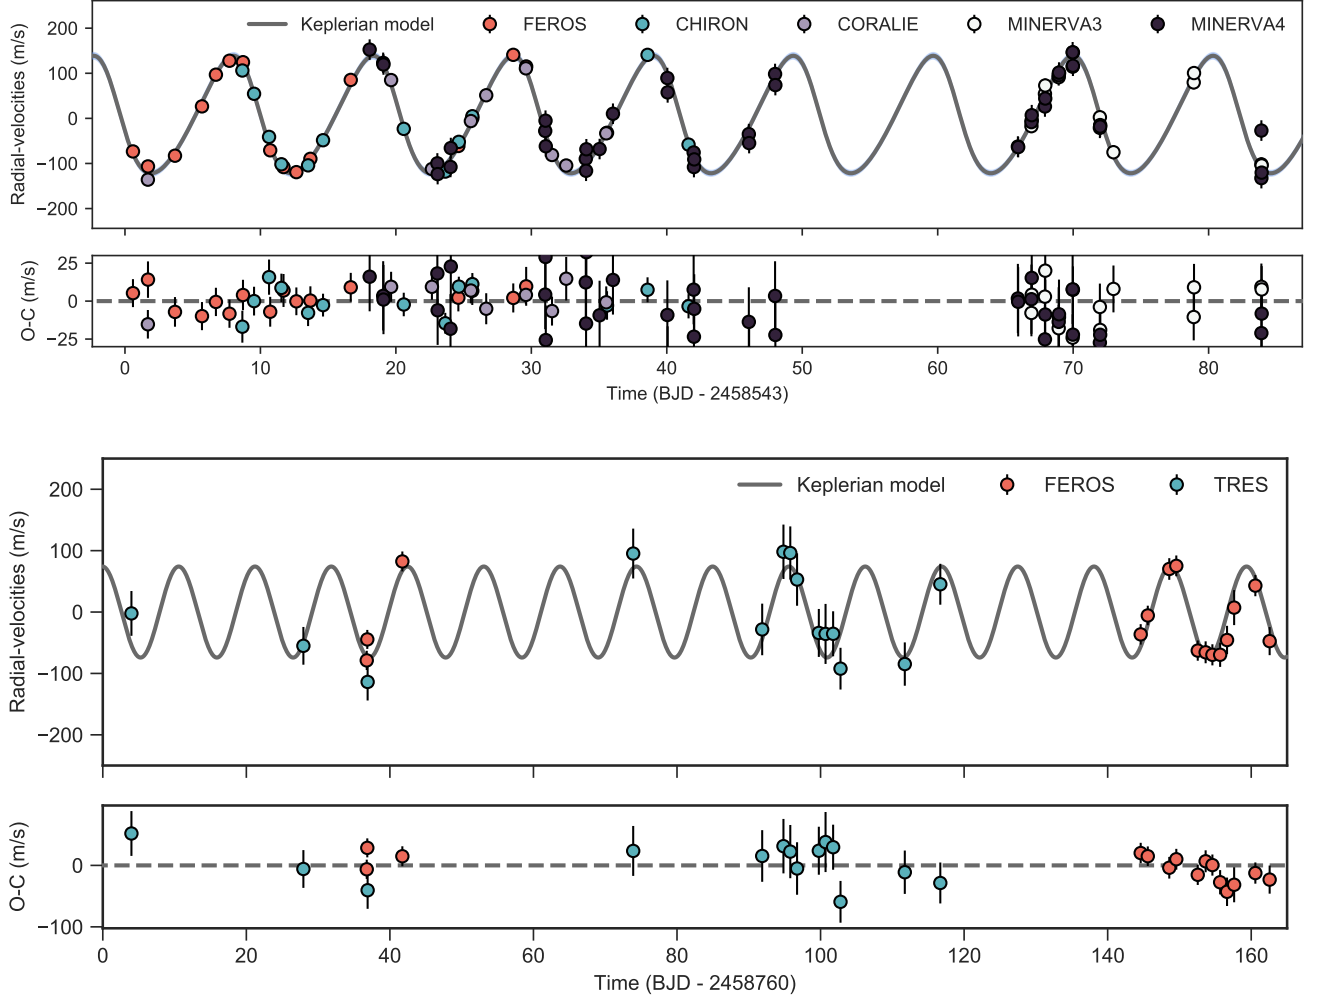 Keplerian model FEROS CHIRON CORALIE MINERVA3 MINERVA4
Radial-velocities (m/s)
200
100
0
−100
−200
O-C (m/s)
25
0
−25
0 10 20 30 40 50 60 70 80
Time (BJD - 2458543)
Keplerian model FEROS TRES
Radial-velocities (m/s)
200
100
0
−100
−200
O-C (m/s)
0
−100
0 20 40 60 80 100 120 140 160
Time (BJD - 2458760)